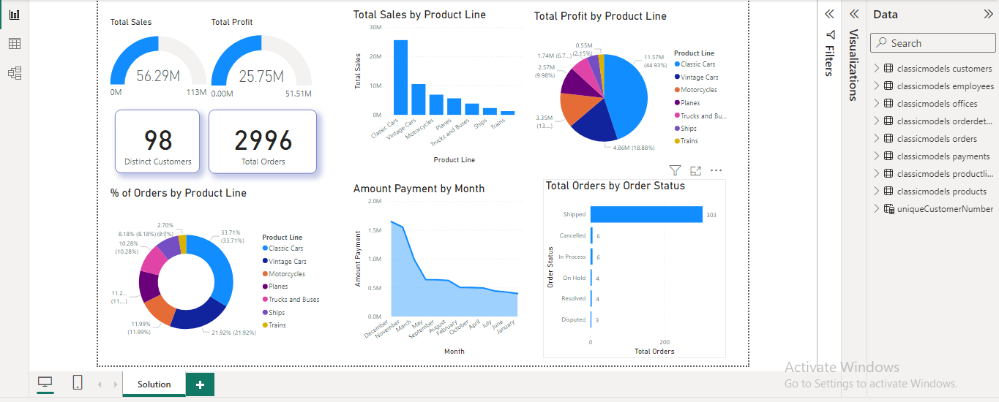 Total Sales
56.29M
0M
113M
Total Profit
25.75M
0.00M
51.51M
98
Distinct Customers
2996
Total Orders
Total Sales by Product Line
Total Sales
30M
20M
10M
0M
Classic Cars
Vintage Cars
Motorcycles
Planes
Trucks and Buses
Ships
Trains
Product Line
Total Profit by Product Line
0.55M
(2.15%)
1.74M (6.7...)
2.57M
(9.98%)
3.35M
(13....)
4.86M (18.88%)
11.57M
(44.93%)
Product Line
Classic Cars
Vintage Cars
Motorcycles
Planes
Trucks and Bu...
Ships
Trains
% of Orders by Product Line
2.70%
(2.7%)
8.18% (8.18%)
10.28%
(10.28%)
11.2...
(11....)
11.99%
(11.99%)
21.92% (21.92%)
33.71%
(33.71%)
Product Line
Classic Cars
Vintage Cars
Motorcycles
Planes
Trucks and Buses
Ships
Trains
Amount Payment by Month
Amount Payment
2.0M
1.5M
1.0M
0.5M
0.0M
December
November
March
May
September
August
February
October
April
July
June
January
Month
Total Orders by Order Status
Order Status
Shipped 303
Cancelled 6
In Process 6
On Hold 4
Resolved 4
Disputed 3
0
200
Total Orders
Filters
Visualizations
Data
Search
classicmodels customers
classicmodels employees
classicmodels offices
classicmodels orderdet...
classicmodels orders
classicmodels payments
classicmodels productli...
classicmodels products
uniqueCustomerNumber
Solution
Activate Windows
Go to Settings to activate Windows.